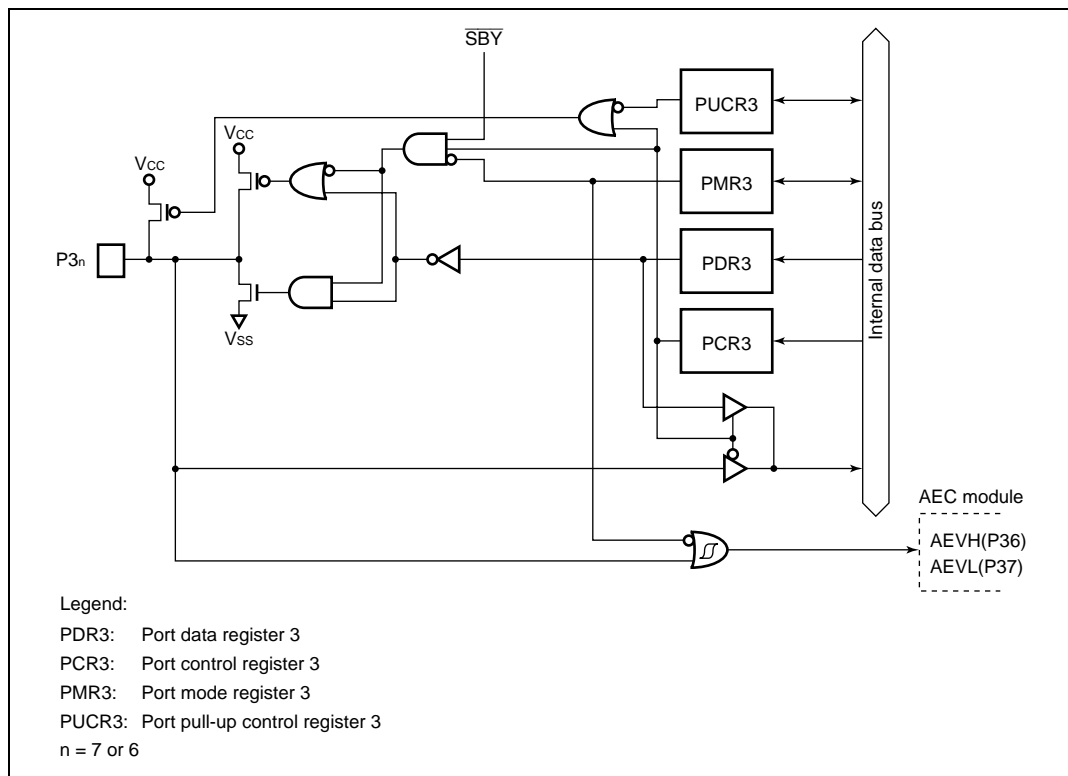 SBY
PUCR3
VCC
VCC
PMR3
P3n
PDR3
Internal data bus
VSS
PCR3
AEC module
AEVH(P36)
AEVL(P37)
Legend:
PDR3: Port data register 3
PCR3: Port control register 3
PMR3: Port mode register 3
PUCR3: Port pull-up control register 3
n = 7 or 6